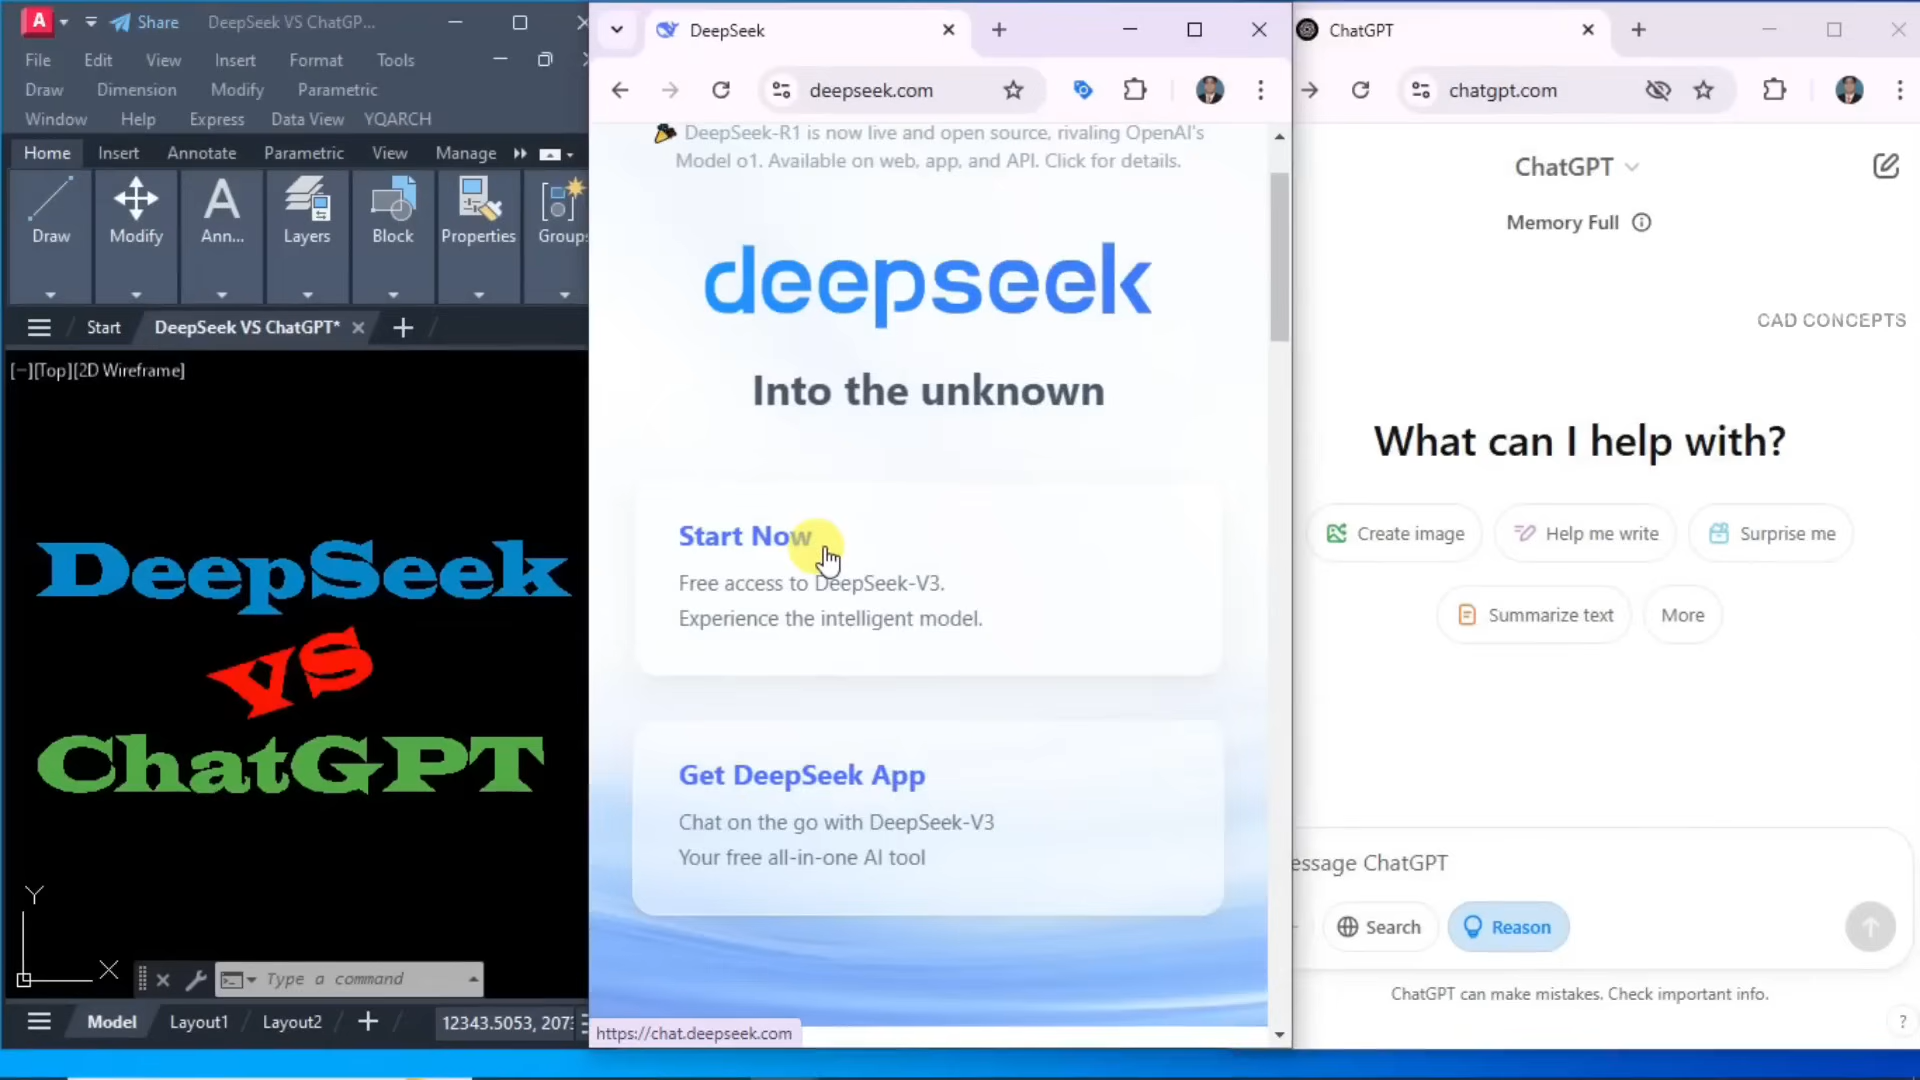 Share
DeepSeek VS ChatGP...
File Edit View Insert Format Tools
Draw Dimension Modify Parametric
Window Help Express Data View YQARCH
Home Insert Annotate Parametric View Manage
Draw Modify Ann... Layers Block Properties Groups
Start DeepSeek VS ChatGPT*
[−][Top][2D Wireframe]
DeepSeek
VS
ChatGPT
Y
X
Type a command
Model Layout1 Layout2
12343.5053, 207
DeepSeek
deepseek.com
DeepSeek-R1 is now live and open source, rivaling OpenAI's
Model o1. Available on web, app, and API. Click for details.
deepseek
Into the unknown
Start Now
Free access to DeepSeek-V3.
Experience the intelligent model.
Get DeepSeek App
Chat on the go with DeepSeek-V3
Your free all-in-one AI tool
https://chat.deepseek.com
ChatGPT
chatgpt.com
ChatGPT
Memory Full
CAD CONCEPTS
What can I help with?
Create image Help me write Surprise me
Summarize text More
essage ChatGPT
Search Reason
ChatGPT can make mistakes. Check important info.
?